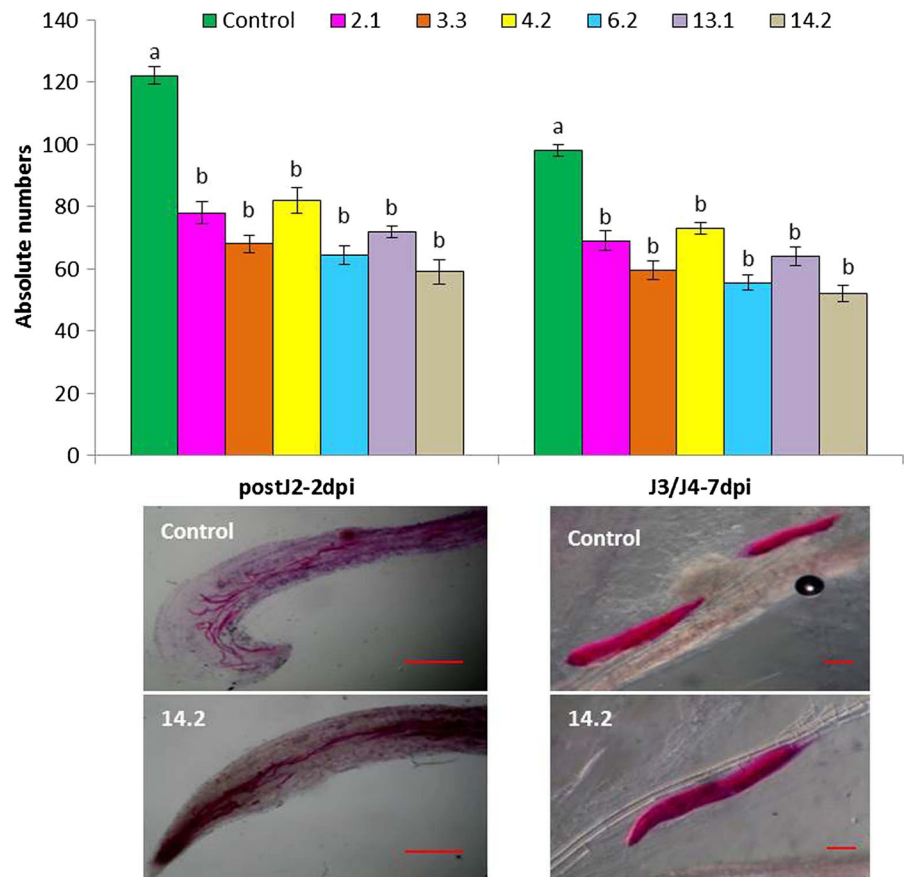 Control 2.1 3.3 4.2 6.2 13.1 14.2
Absolute numbers
140
120
100
80
60
40
20
0
a b b b b b b
a b b b b b b
postJ2-2dpi J3/J4-7dpi
Control Control
14.2 14.2